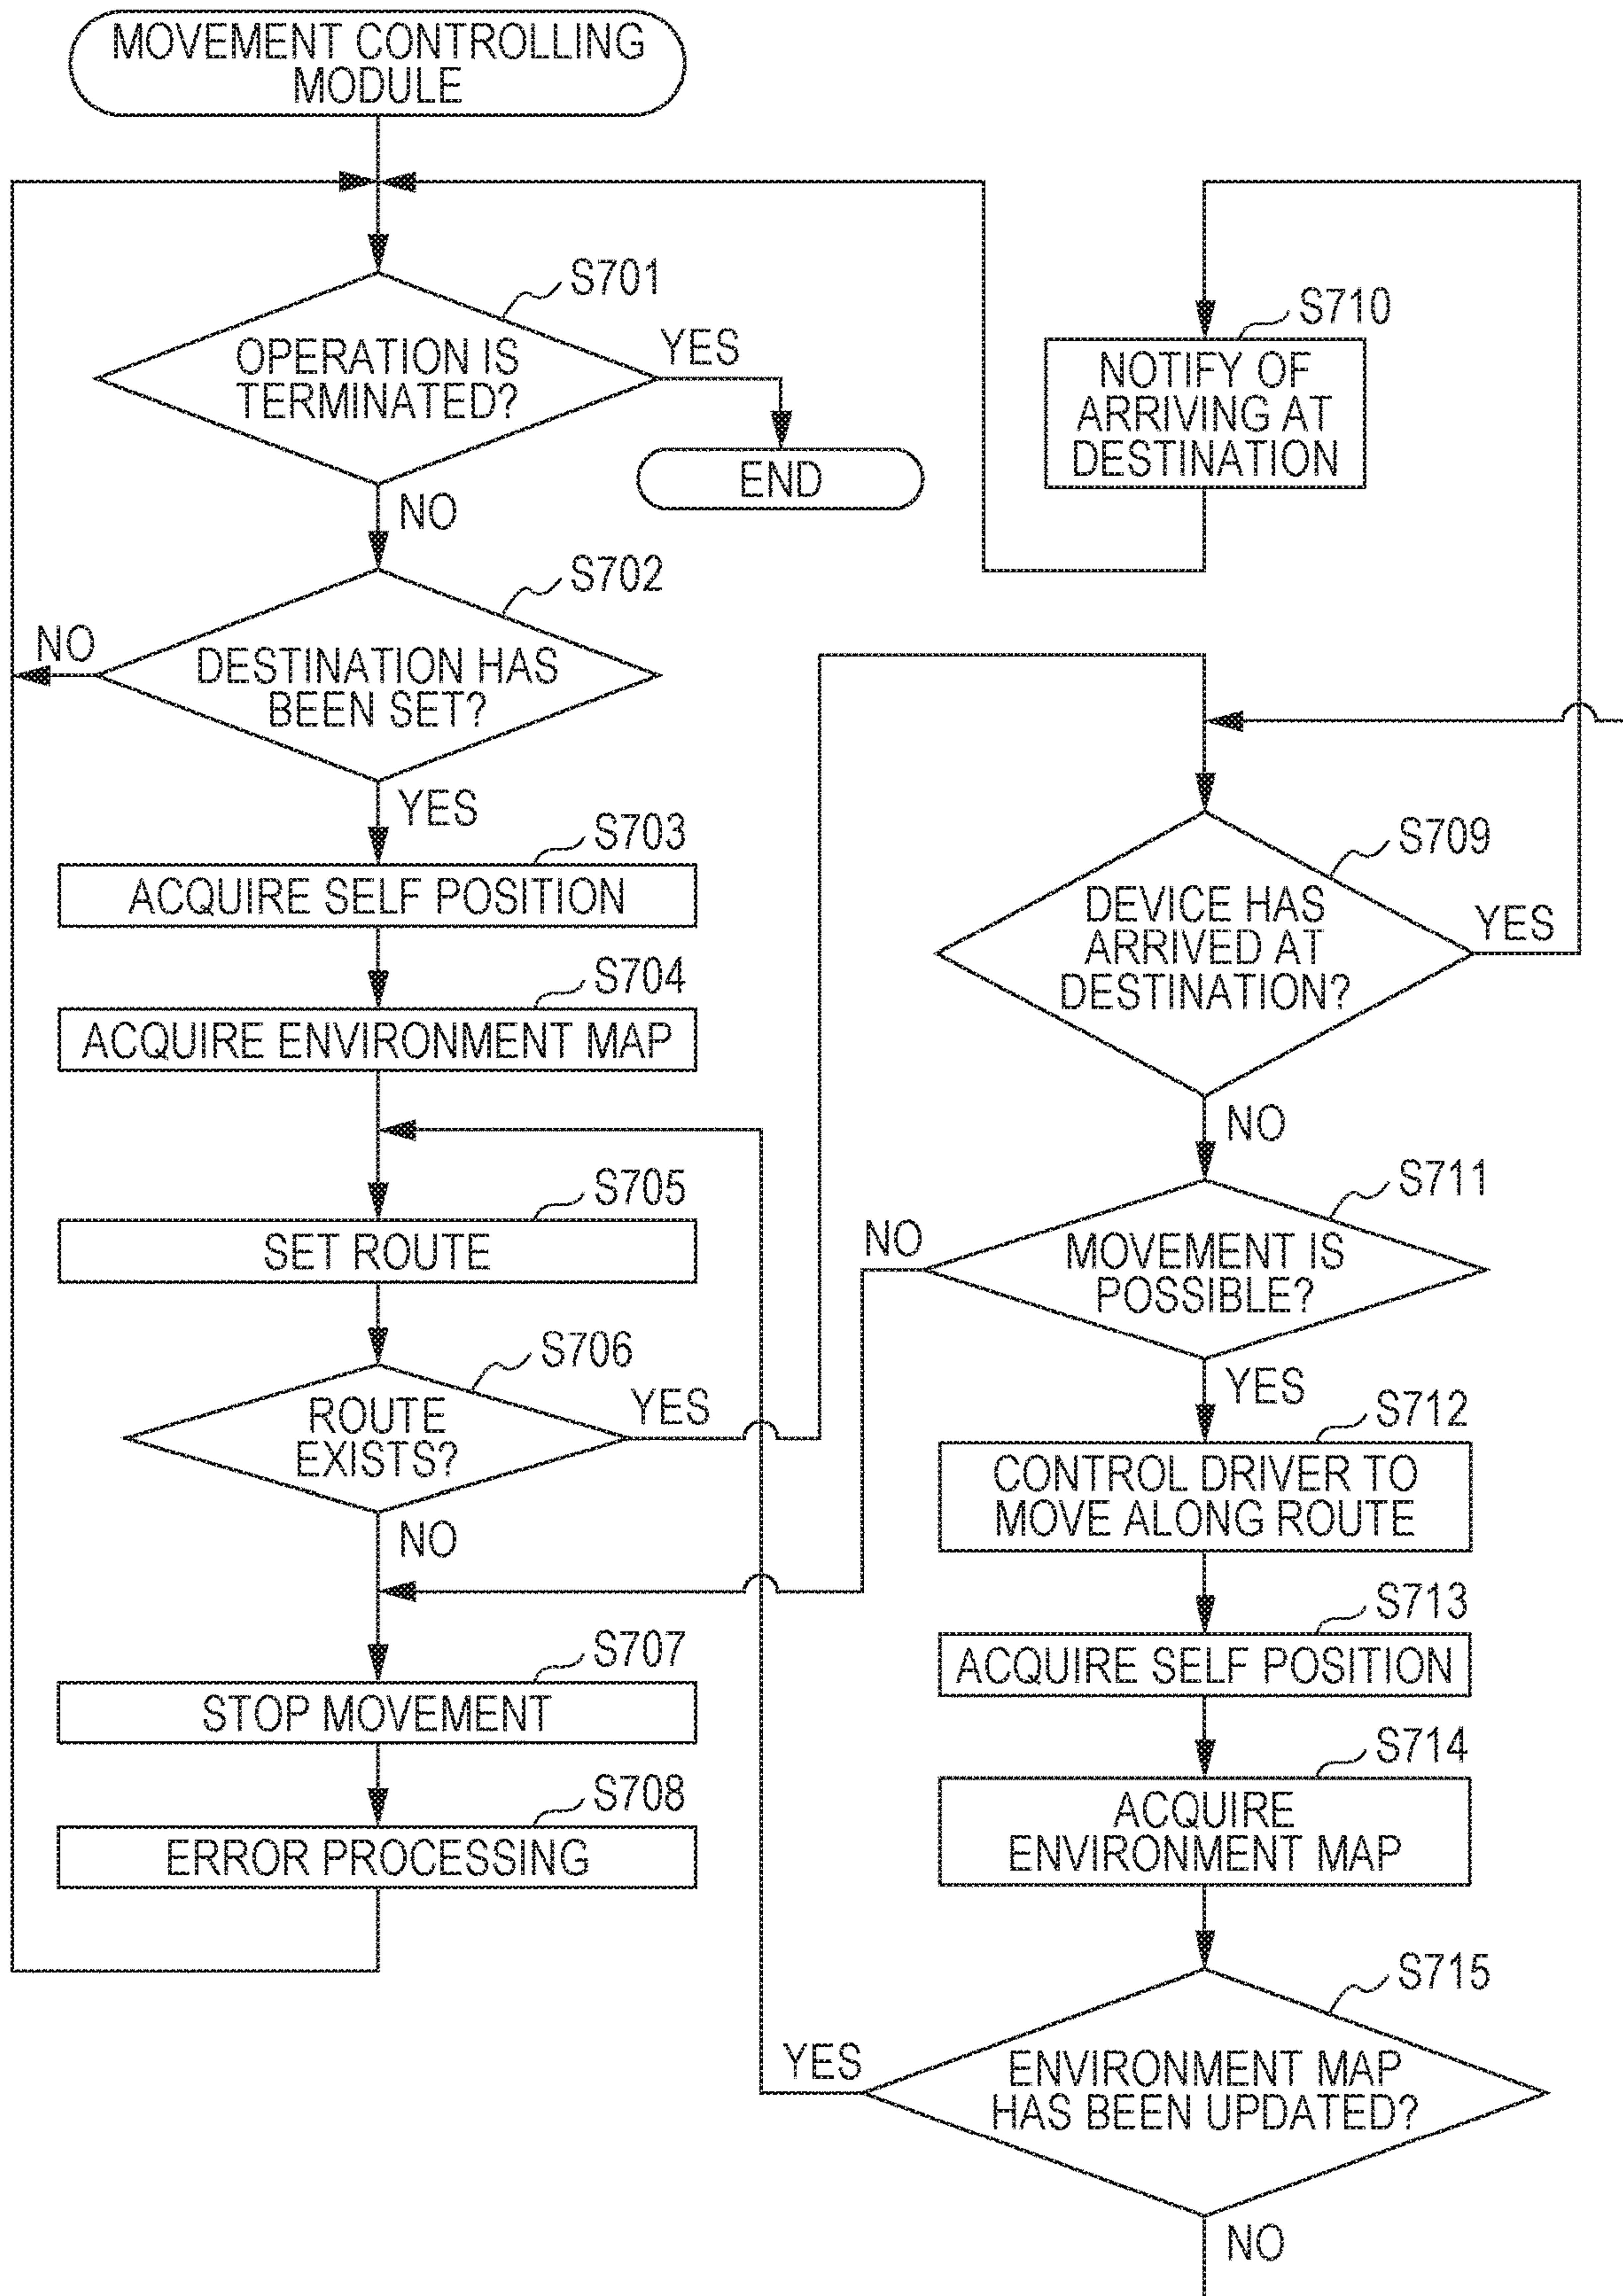 MOVEMENT CONTROLLING
MODULE
S701
OPERATION IS
TERMINATED?
YES
END
NO
S702
DESTINATION HAS
BEEN SET?
NO
YES
S703
ACQUIRE SELF POSITION
S704
ACQUIRE ENVIRONMENT MAP
S705
SET ROUTE
S706
ROUTE
EXISTS?
YES
NO
S707
STOP MOVEMENT
S708
ERROR PROCESSING
S710
NOTIFY OF
ARRIVING AT
DESTINATION
S709
DEVICE HAS
ARRIVED AT
DESTINATION?
YES
NO
S711
MOVEMENT IS
POSSIBLE?
NO
YES
S712
CONTROL DRIVER TO
MOVE ALONG ROUTE
S713
ACQUIRE SELF POSITION
S714
ACQUIRE
ENVIRONMENT MAP
S715
ENVIRONMENT MAP
HAS BEEN UPDATED?
YES
NO